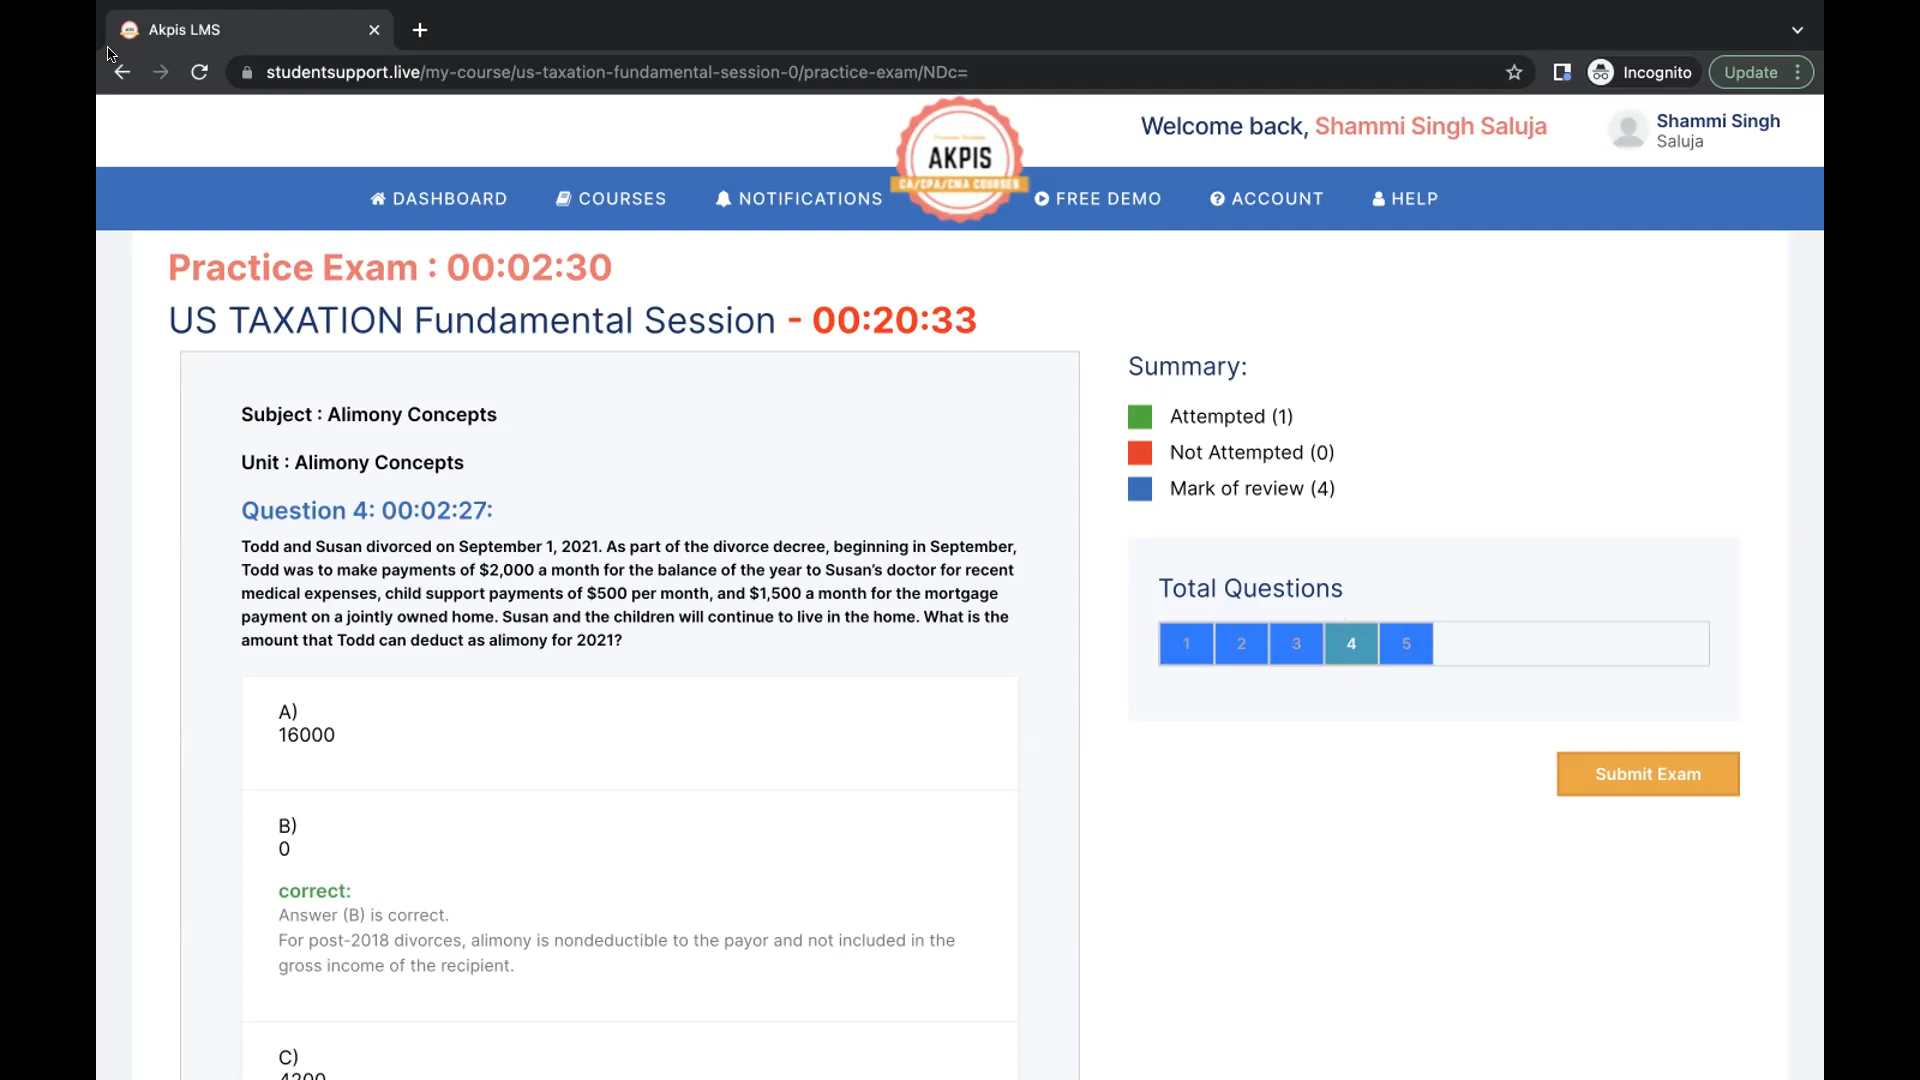 Akpis LMS
studentsupport.live/my-course/us-taxation-fundamental-session-0/practice-exam/NDc=
Incognito
Update
Welcome back, Shammi Singh Saluja
Shammi Singh
Saluja
AKPIS
CA/CPA/CMA COURSES
DASHBOARD
COURSES
NOTIFICATIONS
FREE DEMO
ACCOUNT
HELP
Practice Exam : 00:02:30
US TAXATION Fundamental Session - 00:20:33
Subject : Alimony Concepts
Unit : Alimony Concepts
Question 4: 00:02:27:
Todd and Susan divorced on September 1, 2021. As part of the divorce decree, beginning in September,
Todd was to make payments of $2,000 a month for the balance of the year to Susan’s doctor for recent
medical expenses, child support payments of $500 per month, and $1,500 a month for the mortgage
payment on a jointly owned home. Susan and the children will continue to live in the home. What is the
amount that Todd can deduct as alimony for 2021?
A)
16000
B)
0
correct:
Answer (B) is correct.
For post-2018 divorces, alimony is nondeductible to the payor and not included in the
gross income of the recipient.
C)
4200
Summary:
Attempted (1)
Not Attempted (0)
Mark of review (4)
Total Questions
1 2 3 4 5
Submit Exam